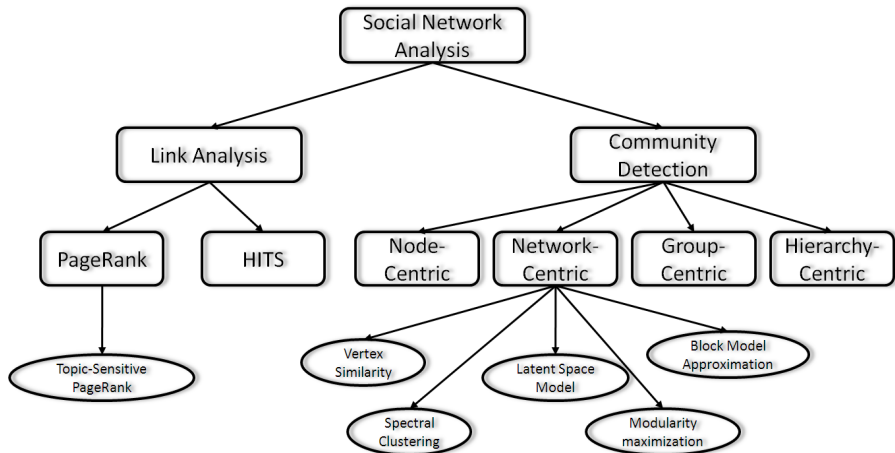 Social Network
Analysis
Link Analysis
Community
Detection
PageRank
HITS
Node-
Centric
Network-
Centric
Group-
Centric
Hierarchy-
Centric
Topic-Sensitive
PageRank
Vertex
Similarity
Latent Space
Model
Block Model
Approximation
Spectral
Clustering
Modularity
maximization